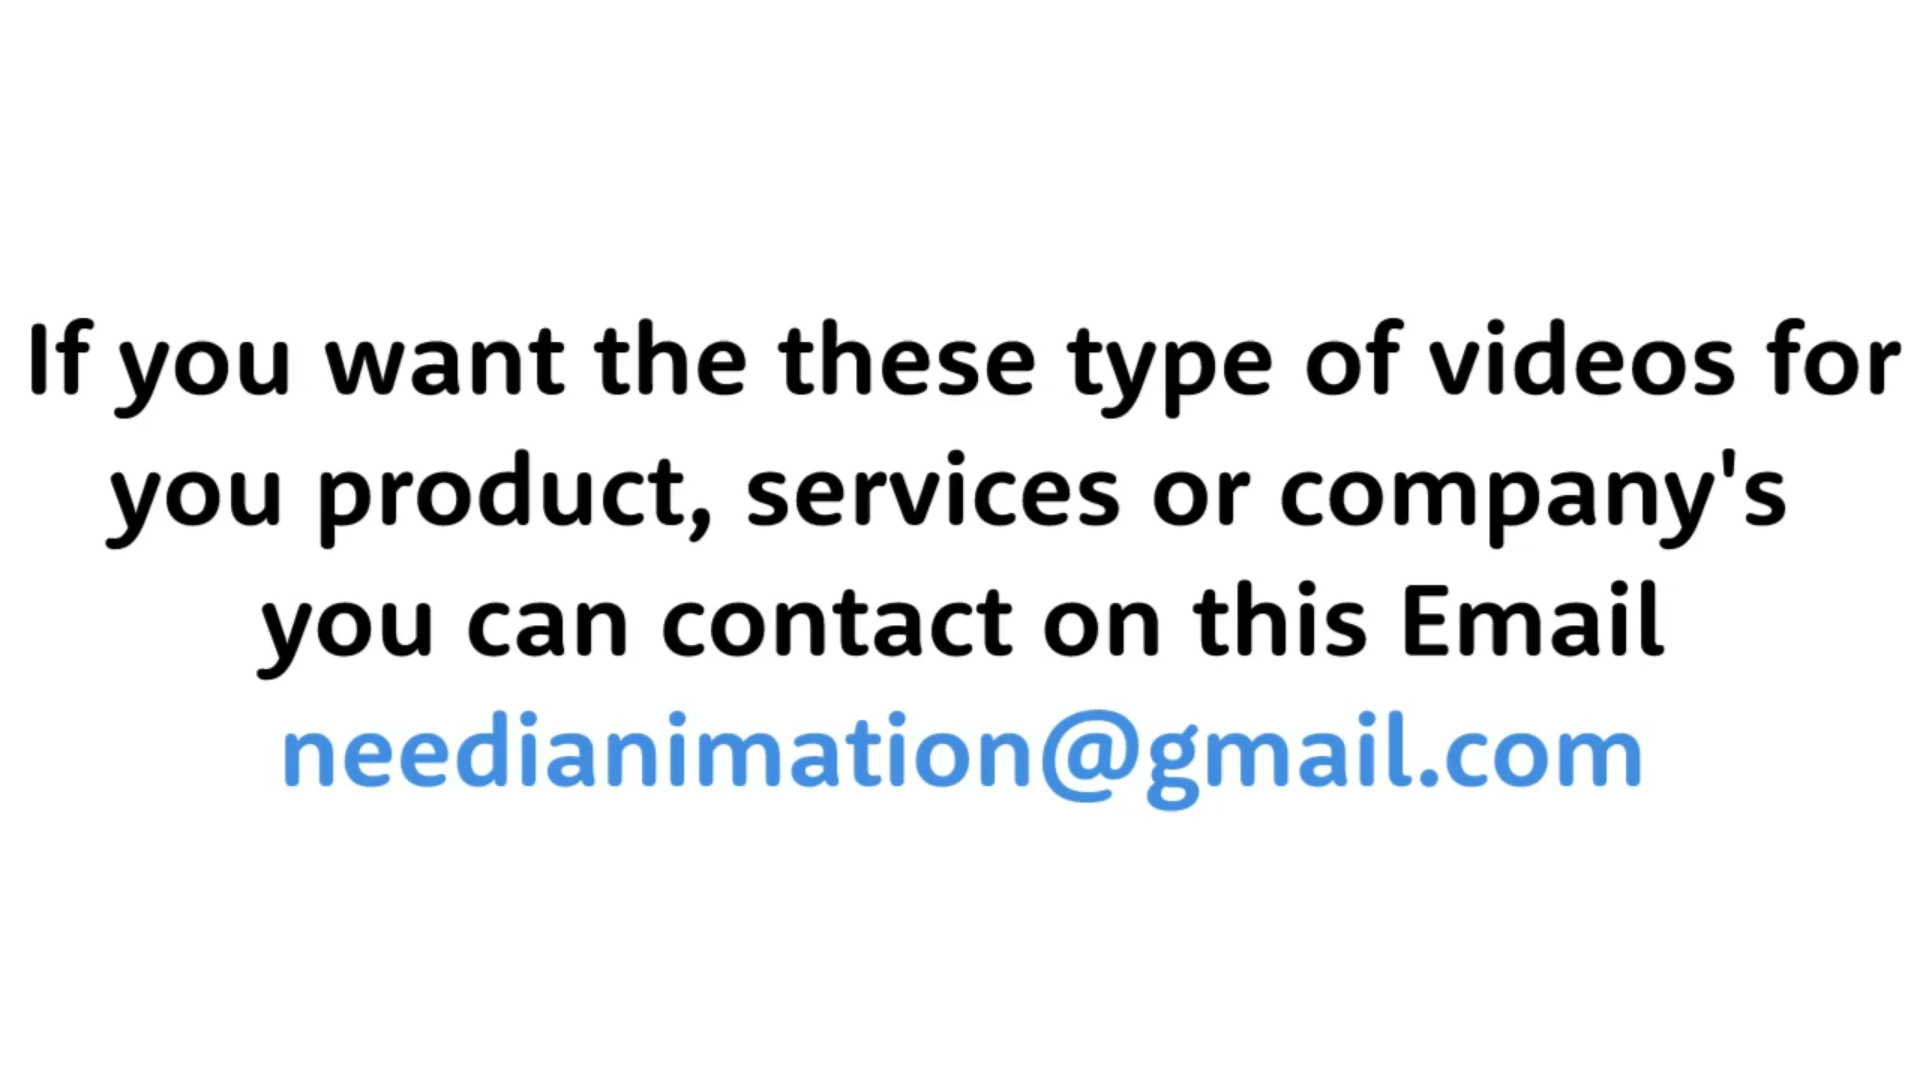 If you want the these type of videos for
you product, services or company's
you can contact on this Email
needianimation@gmail.com